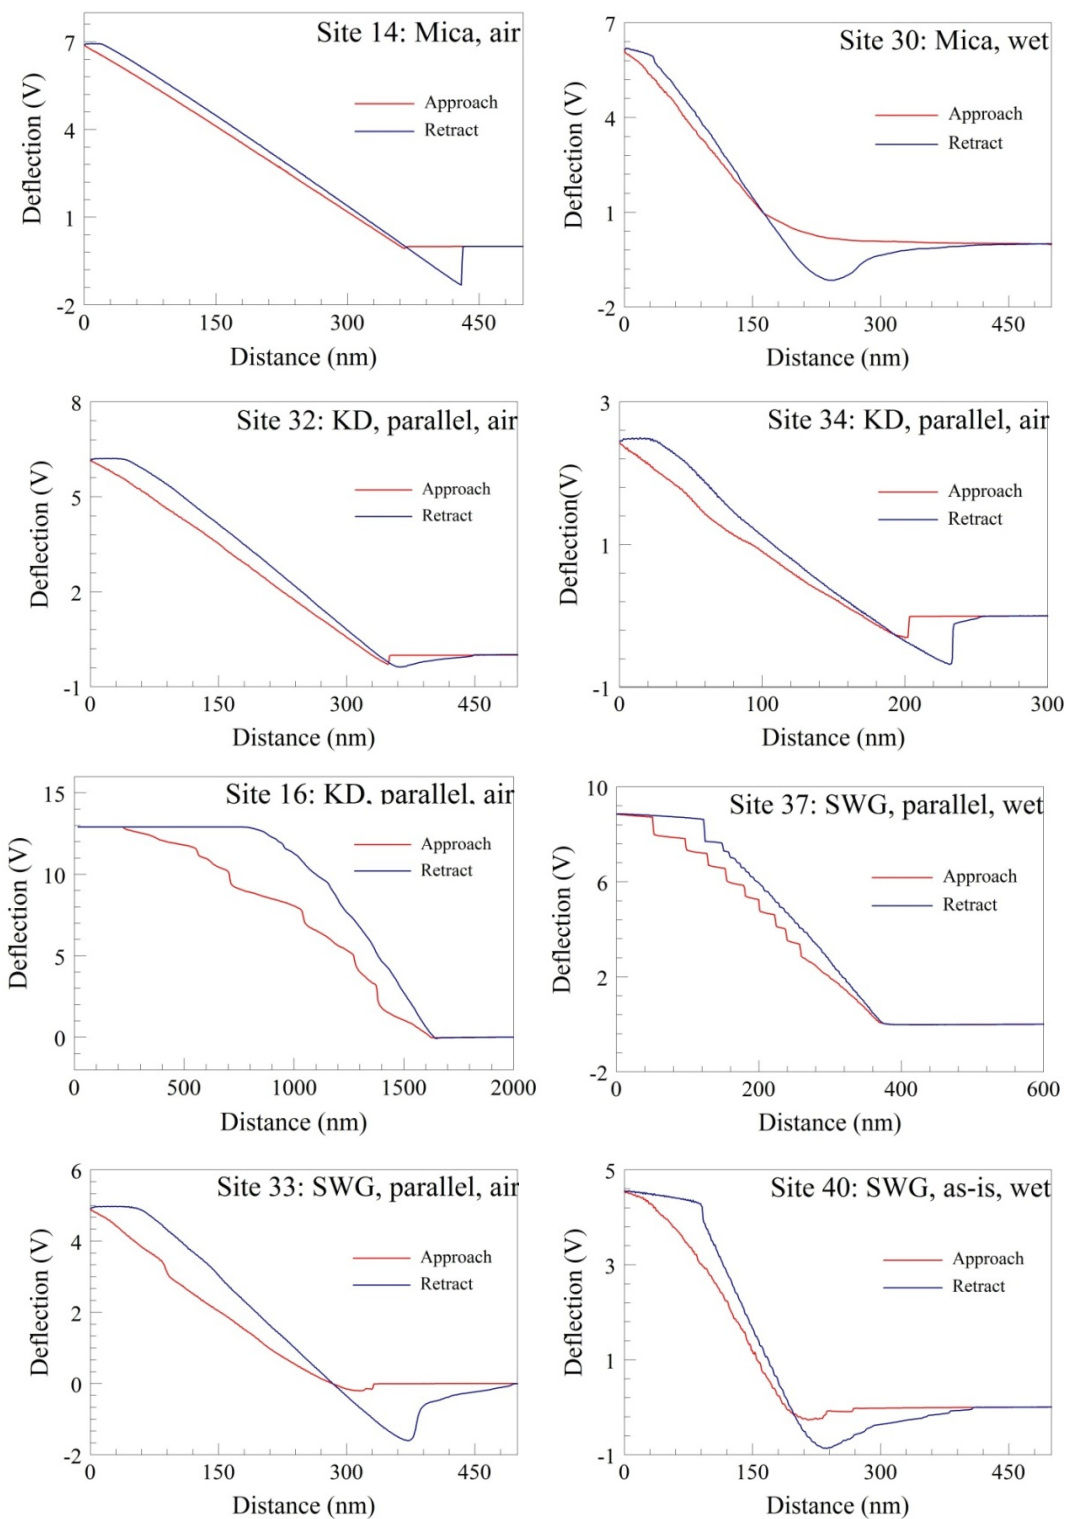 Site 14: Mica, air
7
4
1
-2
Deflection (V)
Approach
Retract
0 150 300 450
Distance (nm)
Site 30: Mica, wet
7
4
1
-2
Deflection (V)
Approach
Retract
0 150 300 450
Distance (nm)
Site 32: KD, parallel, air
8
5
2
-1
Deflection (V)
Approach
Retract
0 150 300 450
Distance (nm)
Site 34: KD, parallel, air
3
1
-1
Deflection(V)
Approach
Retract
0 100 200 300
Distance (nm)
Site 16: KD, parallel, air
15
10
5
0
Deflection (V)
Approach
Retract
500 1000 1500 2000
Distance (nm)
Site 37: SWG, parallel, wet
10
6
2
-2
Deflection (V)
Approach
Retract
0 200 400 600
Distance (nm)
Site 33: SWG, parallel, air
6
4
2
0
-2
Deflection (V)
Approach
Retract
0 150 300 450
Distance (nm)
Site 40: SWG, as-is, wet
5
3
1
-1
Deflection (V)
Approach
Retract
0 150 300 450
Distance (nm)